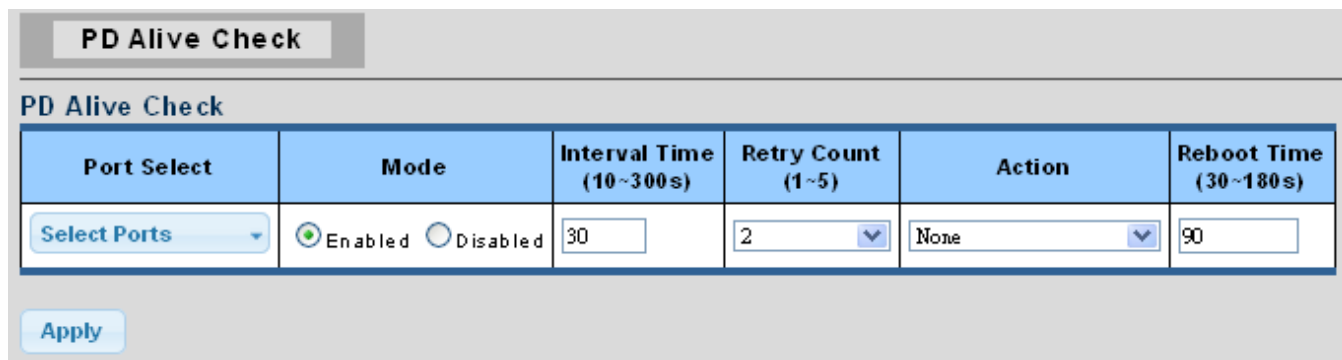 PD Alive Check
PD Alive Check
Port Select Mode Interval Time (10~300s) Retry Count (1~5) Action Reboot Time (30~180s)
Select Ports Enabled Disabled 30 2 None 90
Apply